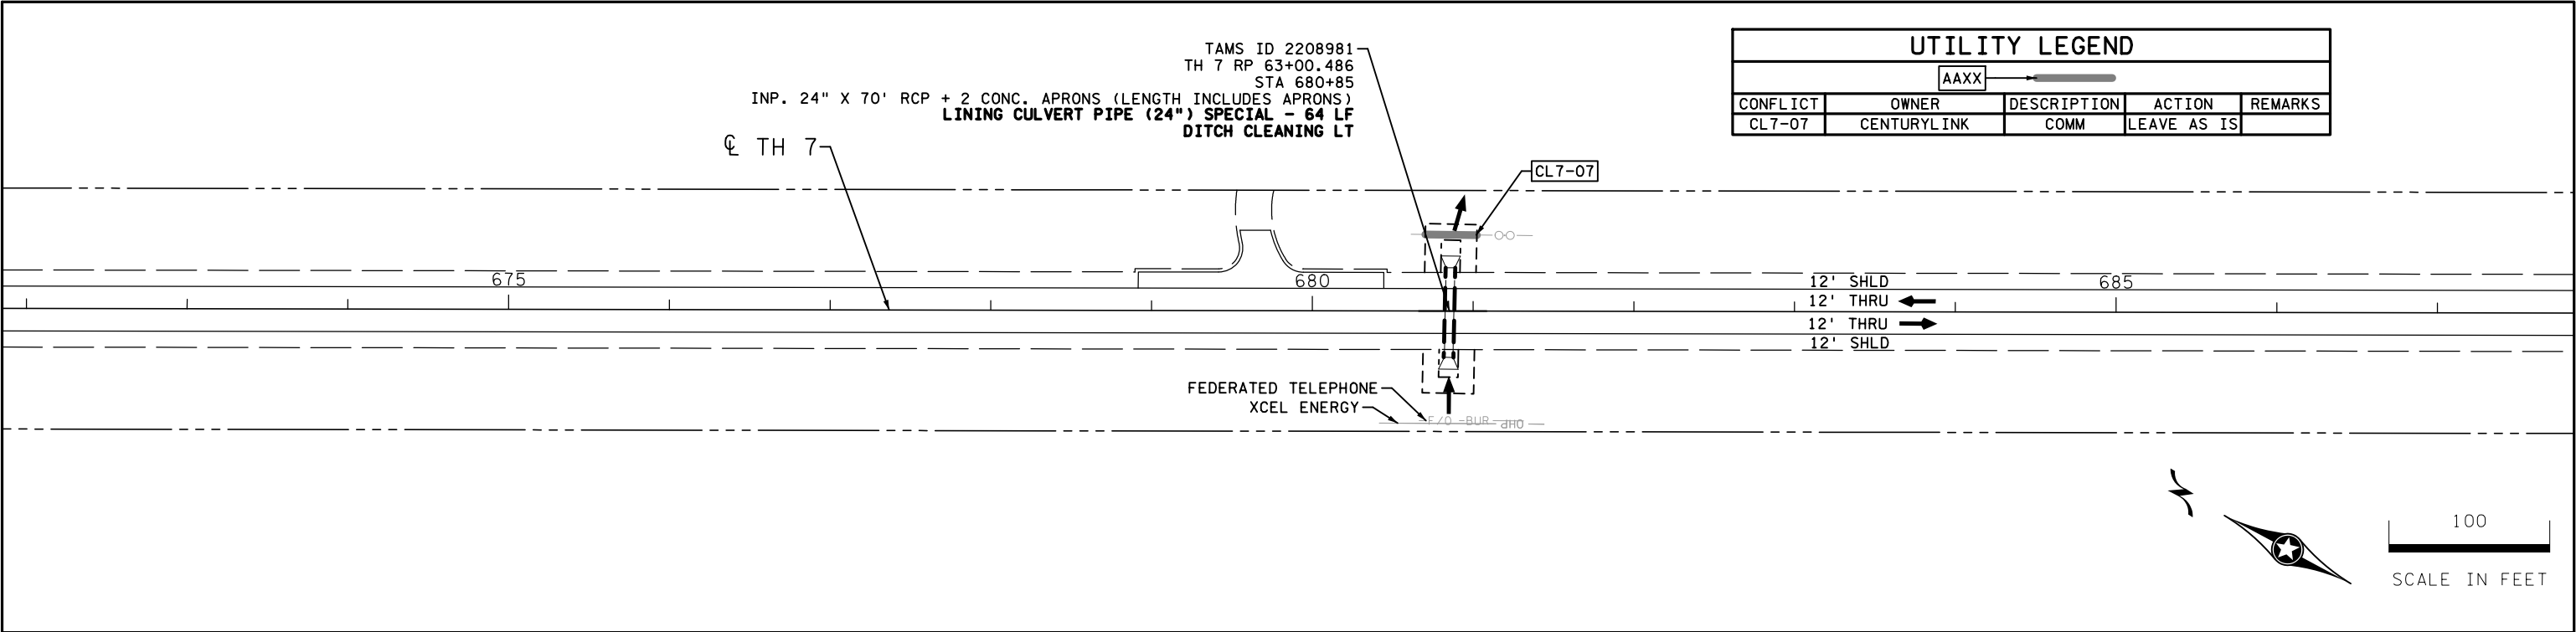 UTILITY LEGEND
AAXX
CONFLICT OWNER DESCRIPTION ACTION REMARKS
CL7-07 CENTURYLINK COMM LEAVE AS IS
TAMS ID 2208981
TH 7 RP 63+00.486
STA 680+85
INP. 24" X 70' RCP + 2 CONC. APRONS (LENGTH INCLUDES APRONS)
LINING CULVERT PIPE (24") SPECIAL - 64 LF
DITCH CLEANING LT
℄ TH 7
CL7-07
675 680 685
12' SHLD
12' THRU
12' THRU
12' SHLD
FEDERATED TELEPHONE
XCEL ENERGY
F/O -BUR
OHP
N
100
SCALE IN FEET